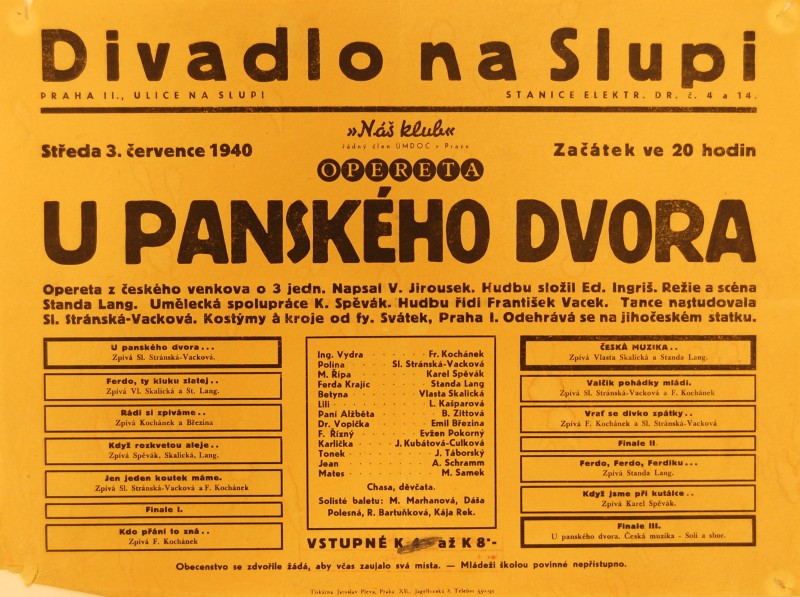 Divadlo na Slupi
PRAHA II., ULICE NA SLUPI
STANICE ELEKTR. DR. č. 4 a 14.
Středa 3. července 1940
»Náš klub«
řádný člen ÚMDOČ v Praze
Začátek ve 20 hodin
OPERETA
U PANSKÉHO DVORA
Opereta z českého venkova o 3 jedn. Napsal V. Jirousek. Hudbu složil Ed. Ingriš. Režie a scéna
Standa Lang. Umělecká spolupráce K. Spěvák. Hudbu řídí František Vacek. Tance nastudovala
Sl. Stránská-Vacková. Kostýmy à kroje od fy. Svátek, Praha I. Odehrává se na jihočeském statku.
U panského dvora...
Zpívá Sl. Stránská-Vacková.
Ferdo, ty kluku zlatej..
Zpívá Vl. Skalická a St. Lang.
Rádi si zpíváme..
Zpívá Kochánek a Březina
Když rozkvetou aleje..
Zpívá Spěvák, Skalická, Lang.
Jen jeden koutek máme.
Zpívá Sl. Stránská-Vacková a F. Kochánek
Finale I.
Kdo přání to zná..
Zpívá F. Kochánek
Ing. Vydra Fr. Kochánek
Polina Sl. Stránská-Vacková
M. Řípa Karel Spěvák
Ferda Krajíc Standa Lang
Betyna Vlasta Skalická
Lili L. Kašparová
Paní Alžběta B. Zittová
Dr. Vopička Emil Březina
F. Řízný Evžen Pokorný
Karlička J. Kubátová-Culková
Tonek J. Táborský
Jean A. Schramm
Mates M. Samek
Chasa, děvčata.
Solisté baletu: M. Marhanová, Dáša
Polesná, R. Bartuňková, Kája Rek.
ČESKÁ MUZIKA..
Zpívá Vlasta Skalická a Standa Lang.
Valčík pohádky mládí.
Zpívá Sl. Stránská-Vacková a F. Kochánek
Vrať se dívko zpátky..
Zpívá F. Kochánek a Sl. Stránská-Vacková
Finale II.
Ferdo, Ferdo, Ferdíku...
Zpívá Standa Lang.
Když jsme při kutálce..
Zpívá Karel Spěvák.
Finale III.
U panského dvora. Česká muzika - Soli a sbor.
VSTUPNÉ K 4 až K 8·-
Obecenstvo se zdvořile žádá, aby včas zaujalo svá místa. — Mládeži školou povinné nepřístupno.
Tiskárna Jaroslav Pleva, Praha XII., Jagellonská 8. Telefon